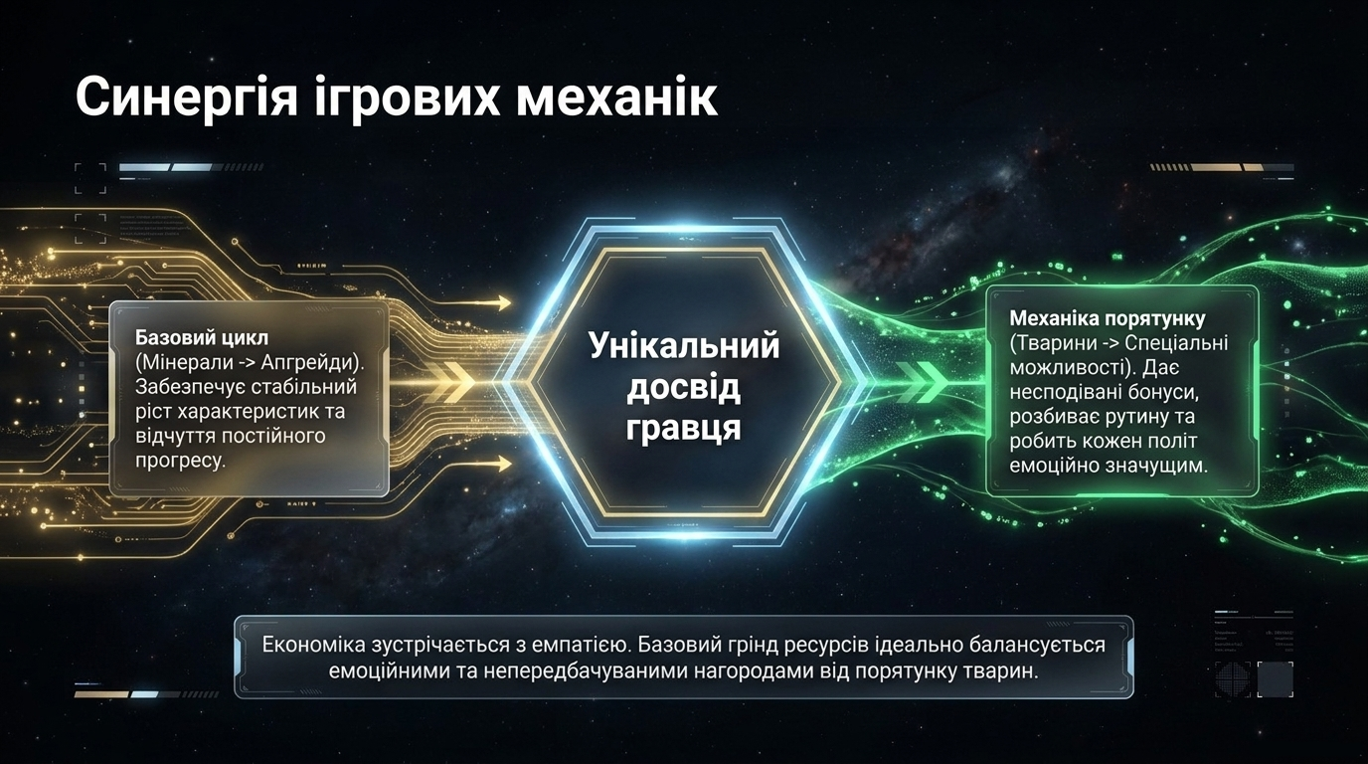 Синергія ігрових механік
Базовий цикл
(Мінерали -> Апгрейди).
Забезпечує стабільний
ріст характеристик та
відчуття постійного
прогресу.
Унікальний
досвід
гравця
Механіка порятунку
(Тварини -> Спеціальні
можливості). Дає
несподівані бонуси,
розбиває рутину та
робить кожен політ
емоційно значущим.
Економіка зустрічається з емпатією. Базовий грінд ресурсів ідеально балансується
емоційними та непередбачуваними нагородами від порятунку тварин.